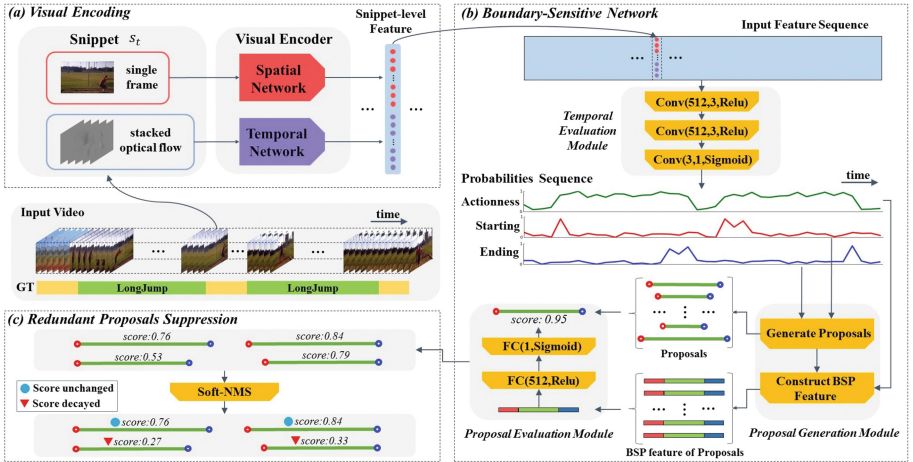 (a) Visual Encoding
Snippet s_t
Visual Encoder
Snippet-level
Feature
single
frame
Spatial
Network
stacked
optical flow
Temporal
Network
... ...
Input Video
time
... ...
GT
LongJump
LongJump
(b) Boundary-Sensitive Network
Input Feature Sequence
... ...
Conv(512,3,Relu)
Conv(512,3,Relu)
Conv(3,1,Sigmoid)
Temporal
Evaluation
Module
Probabilities Sequence
time
Actionness
Starting
Ending
Generate Proposals
Construct BSP
Feature
Proposal Generation Module
Proposals
BSP feature of Proposals
score: 0.95
FC(1,Sigmoid)
FC(512,Relu)
Proposal Evaluation Module
(c) Redundant Proposals Suppression
score:0.76
score:0.84
score:0.53
score:0.79
Score unchanged
Score decayed
Soft-NMS
score:0.76
score:0.84
score:0.27
score:0.33